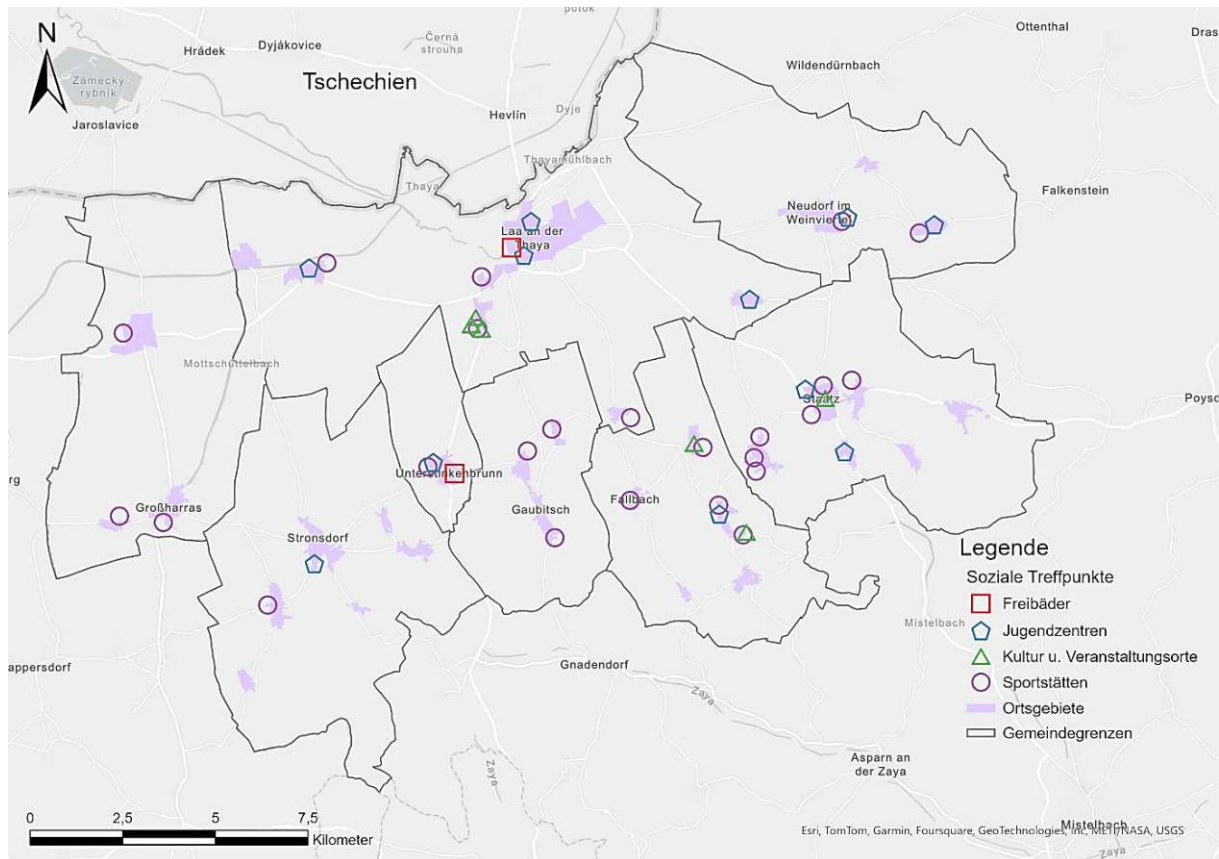 potok
Ottenthal
N
Hrádek
Dyjákovice
Černá
strouha
Dras
Tschechien
Zámecký
rybník
Wildendürnbach
Hevlín
Dyje
Jaroslavice
Thayamühlbach
Thaya
Falkenstein
Neudorf im
Weinviertel
Laa an der
Thaya
Mottschüttelbach
Staatz
Poysd
Unterstinkenbrunn
rg
Großharras
Gaubitsch
Fallbach
Stronsdorf
Legende
Soziale Treffpunkte
Freibäder
Jugendzentren
Kultur u. Veranstaltungsorte
Sportstätten
Ortsgebiete
Gemeindegrenzen
Mistelbach
appersdorf
Gnadendorf
Zaya
Zaya
Asparn an
der Zaya
0 2,5 5 7,5
Kilometer
Mistelbach
Esri, TomTom, Garmin, Foursquare, GeoTechnologies, Inc, METI/NASA, USGS
Zaya